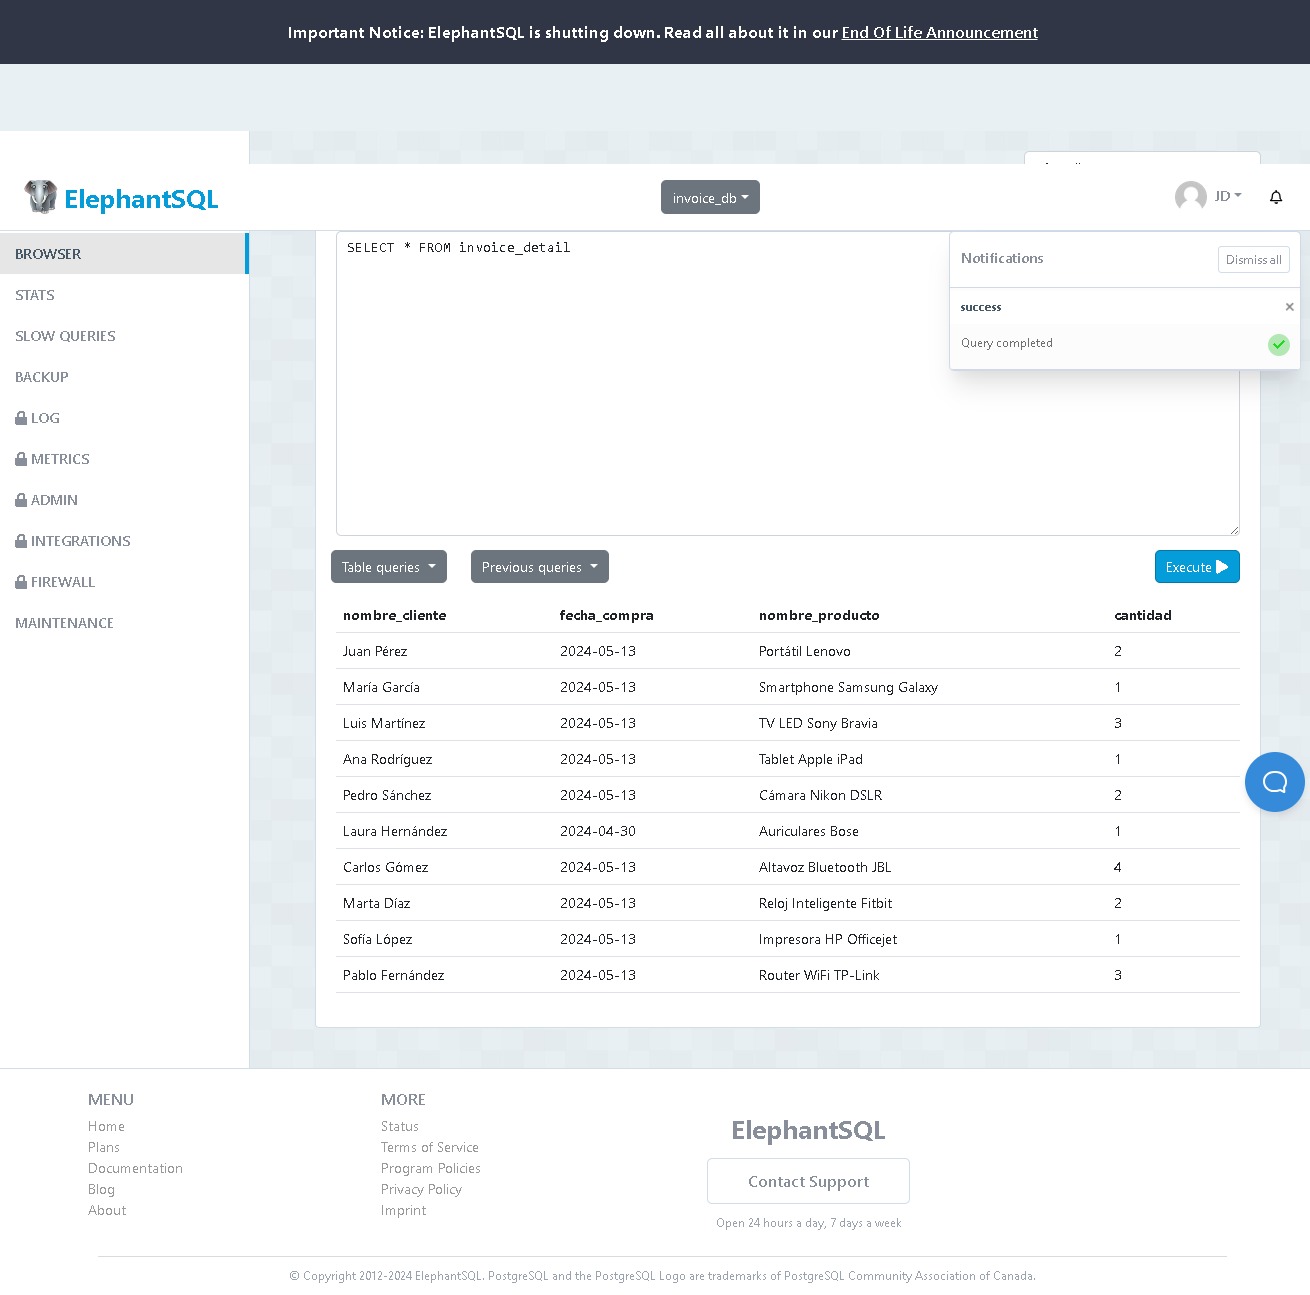 Important Notice: ElephantSQL is shutting down. Read all about it in our End Of Life Announcement
ElephantSQL
invoice_db
JD
BROWSER
STATS
SLOW QUERIES
BACKUP
LOG
METRICS
ADMIN
INTEGRATIONS
FIREWALL
MAINTENANCE
SELECT * FROM invoice_detail
Notifications
Dismiss all
success
×
Query completed
Table queries
Previous queries
Execute
nombre_cliente fecha_compra nombre_producto cantidad
Juan Pérez 2024-05-13 Portátil Lenovo 2
María García 2024-05-13 Smartphone Samsung Galaxy 1
Luis Martínez 2024-05-13 TV LED Sony Bravia 3
Ana Rodríguez 2024-05-13 Tablet Apple iPad 1
Pedro Sánchez 2024-05-13 Cámara Nikon DSLR 2
Laura Hernández 2024-04-30 Auriculares Bose 1
Carlos Gómez 2024-05-13 Altavoz Bluetooth JBL 4
Marta Díaz 2024-05-13 Reloj Inteligente Fitbit 2
Sofía López 2024-05-13 Impresora HP Officejet 1
Pablo Fernández 2024-05-13 Router WiFi TP-Link 3
MENU
Home
Plans
Documentation
Blog
About
MORE
Status
Terms of Service
Program Policies
Privacy Policy
Imprint
ElephantSQL
Contact Support
Open 24 hours a day, 7 days a week
© Copyright 2012-2024 ElephantSQL. PostgreSQL and the PostgreSQL Logo are trademarks of PostgreSQL Community Association of Canada.